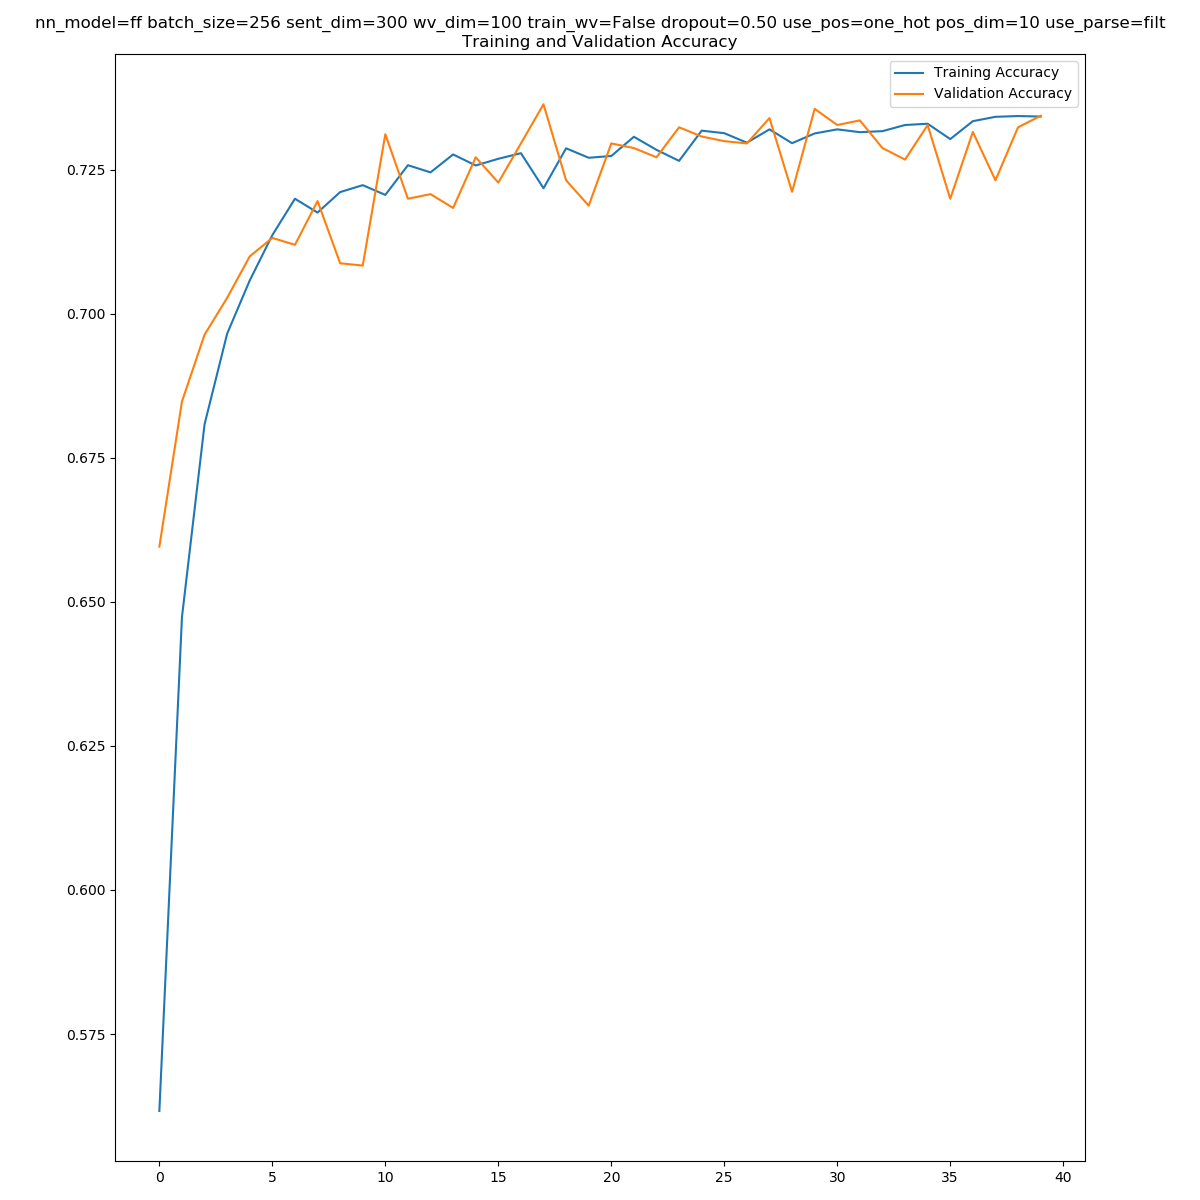 nn_model=ff batch_size=256 sent_dim=300 wv_dim=100 train_wv=False dropout=0.50 use_pos=one_hot pos_dim=10 use_parse=filt
Training and Validation Accuracy
Training Accuracy
Validation Accuracy
0.725
0.700
0.675
0.650
0.625
0.600
0.575
0 5 10 15 20 25 30 35 40